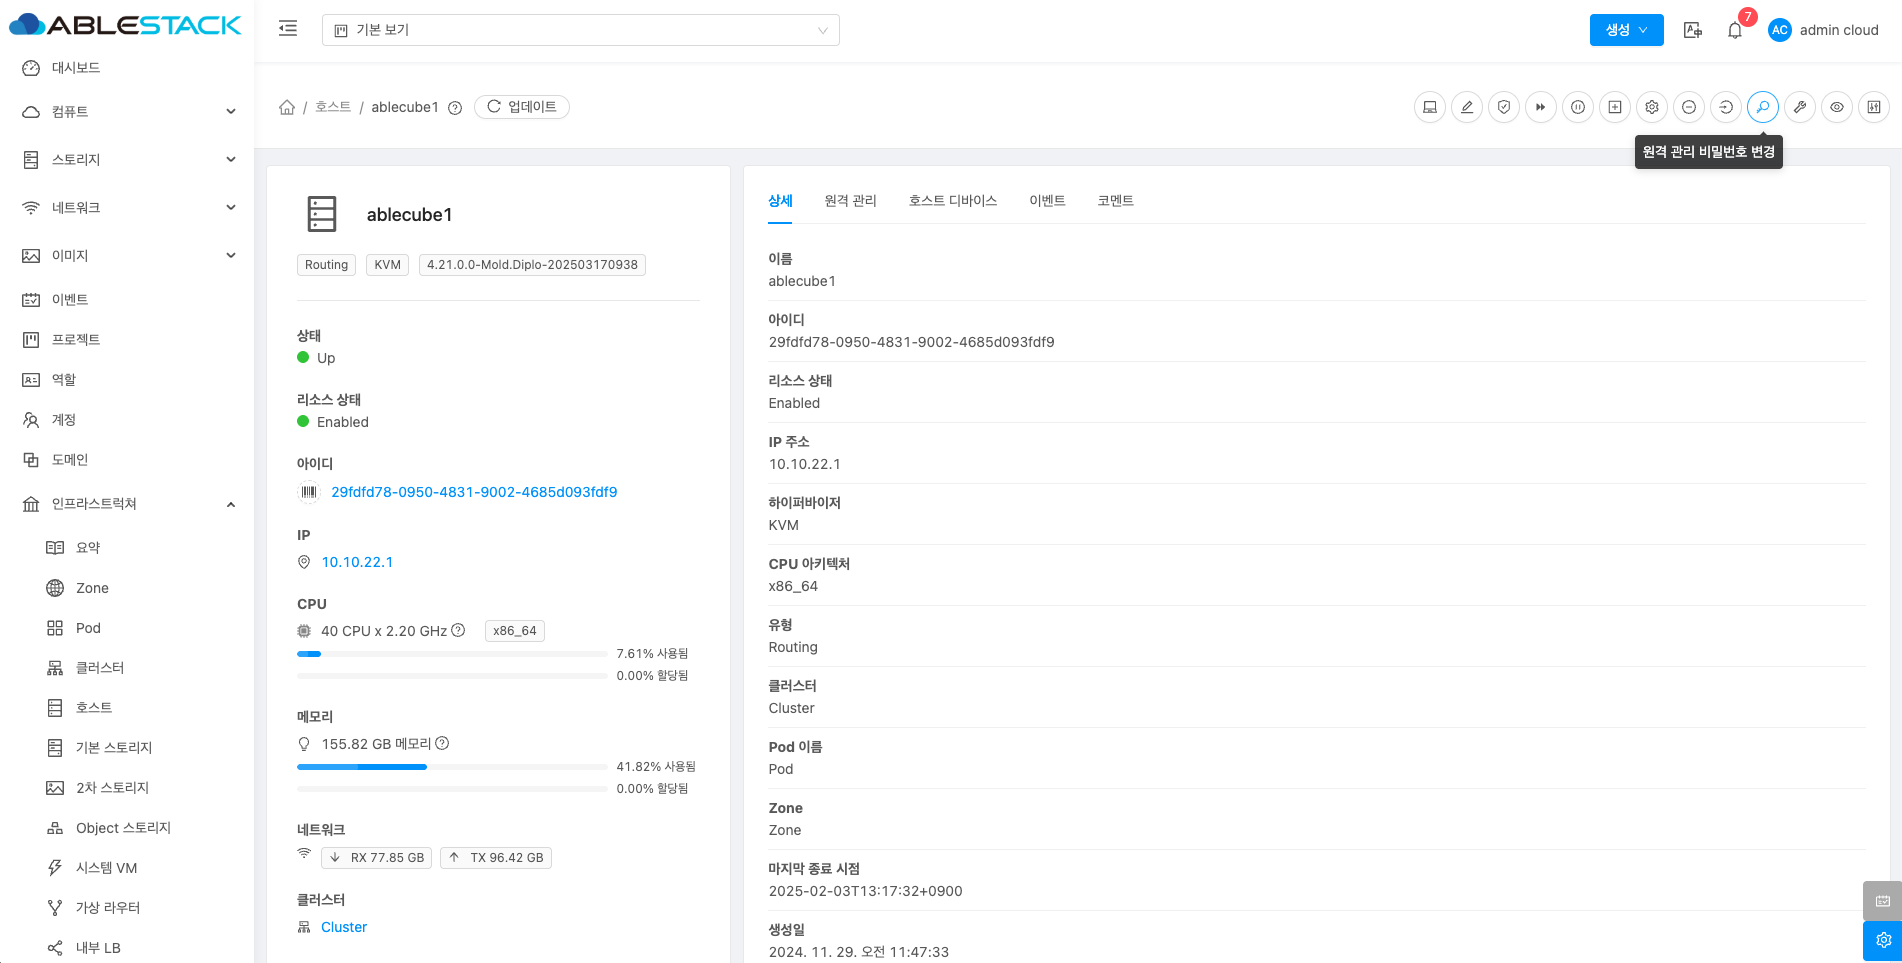 ABLESTACK
대시보드
컴퓨트
스토리지
네트워크
이미지
이벤트
프로젝트
역할
계정
도메인
인프라스트럭쳐
요약
Zone
Pod
클러스터
호스트
기본 스토리지
2차 스토리지
Object 스토리지
시스템 VM
가상 라우터
내부 LB
기본 보기
생성
7
AC admin cloud
/ 호스트 / ablecube1 업데이트
원격 관리 비밀번호 변경
ablecube1
Routing KVM 4.21.0.0-Mold.Diplo-202503170938
상태
Up
리소스 상태
Enabled
아이디
29fdfd78-0950-4831-9002-4685d093fdf9
IP
10.10.22.1
CPU
40 CPU x 2.20 GHz x86_64
7.61% 사용됨
0.00% 할당됨
메모리
155.82 GB 메모리
41.82% 사용됨
0.00% 할당됨
네트워크
RX 77.85 GB TX 96.42 GB
클러스터
Cluster
상세 원격 관리 호스트 디바이스 이벤트 코멘트
이름
ablecube1
아이디
29fdfd78-0950-4831-9002-4685d093fdf9
리소스 상태
Enabled
IP 주소
10.10.22.1
하이퍼바이저
KVM
CPU 아키텍처
x86_64
유형
Routing
클러스터
Cluster
Pod 이름
Pod
Zone
Zone
마지막 종료 시점
2025-02-03T13:17:32+0900
생성일
2024. 11. 29. 오전 11:47:33